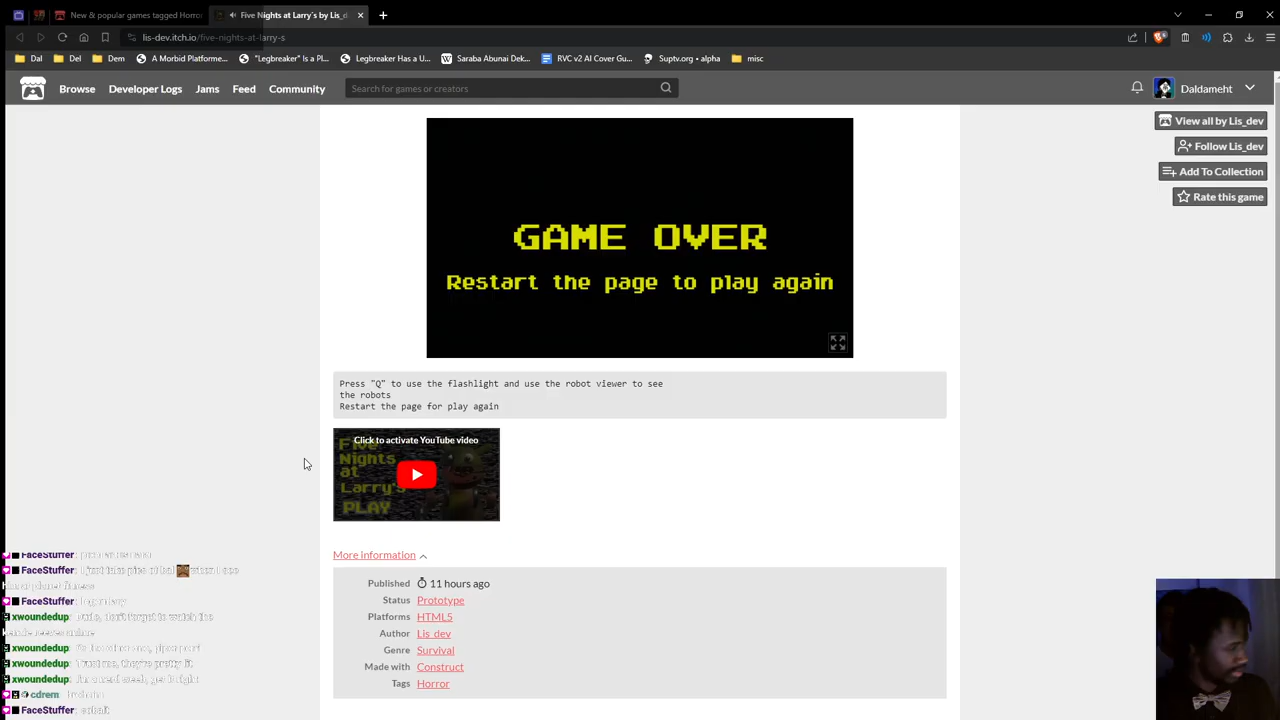 New & popular games tagged Horror
Five Nights at Larry's by Lis_d
lis-dev.itch.io/five-nights-at-larry-s
Dal Del Dem A Morbid Platforme... "Legbreaker" Is a Pl... Legbreaker Has a U... Saraba Abunai Dek... RVC v2 AI Cover Gu... Suptv.org • alpha misc
Browse Developer Logs Jams Feed Community Search for games or creators Daldameht
View all by Lis_dev
Follow Lis_dev
Add To Collection
Rate this game
GAME OVER
Restart the page to play again
Press "Q" to use the flashlight and use the robot viewer to see
the robots
Restart the page for play again
Click to activate YouTube video
Five
Nights
at
Larry's
PLAY
More information
Published 11 hours ago
Status Prototype
Platforms HTML5
Author Lis_dev
Genre Survival
Made with Construct
Tags Horror
FaceStuffer:
FaceStuffer:
FaceStuffer:
xwoundedup:
xwoundedup:
xwoundedup:
xwoundedup:
cdrem
FaceStuffer: cobalt